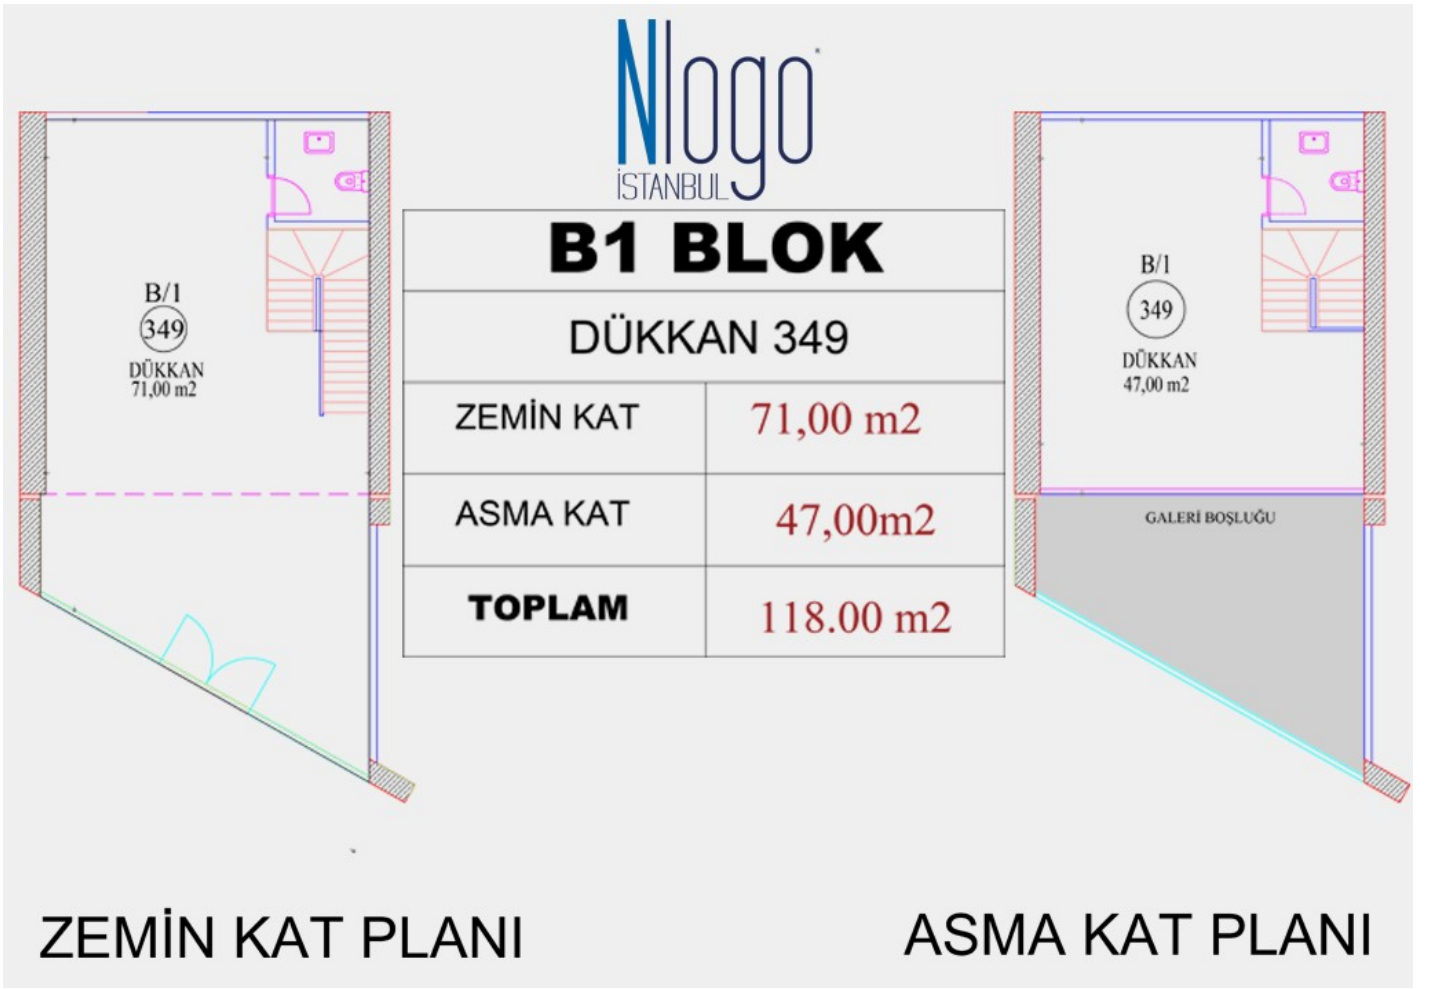 Nlogo
İSTANBUL
B1 BLOK
DÜKKAN 349
ZEMİN KAT 71,00 m2
ASMA KAT 47,00m2
TOPLAM 118.00 m2
B/1
349
DÜKKAN
71,00 m2
B/1
349
DÜKKAN
47,00 m2
GALERİ BOŞLUĞU
ZEMİN KAT PLANI
ASMA KAT PLANI